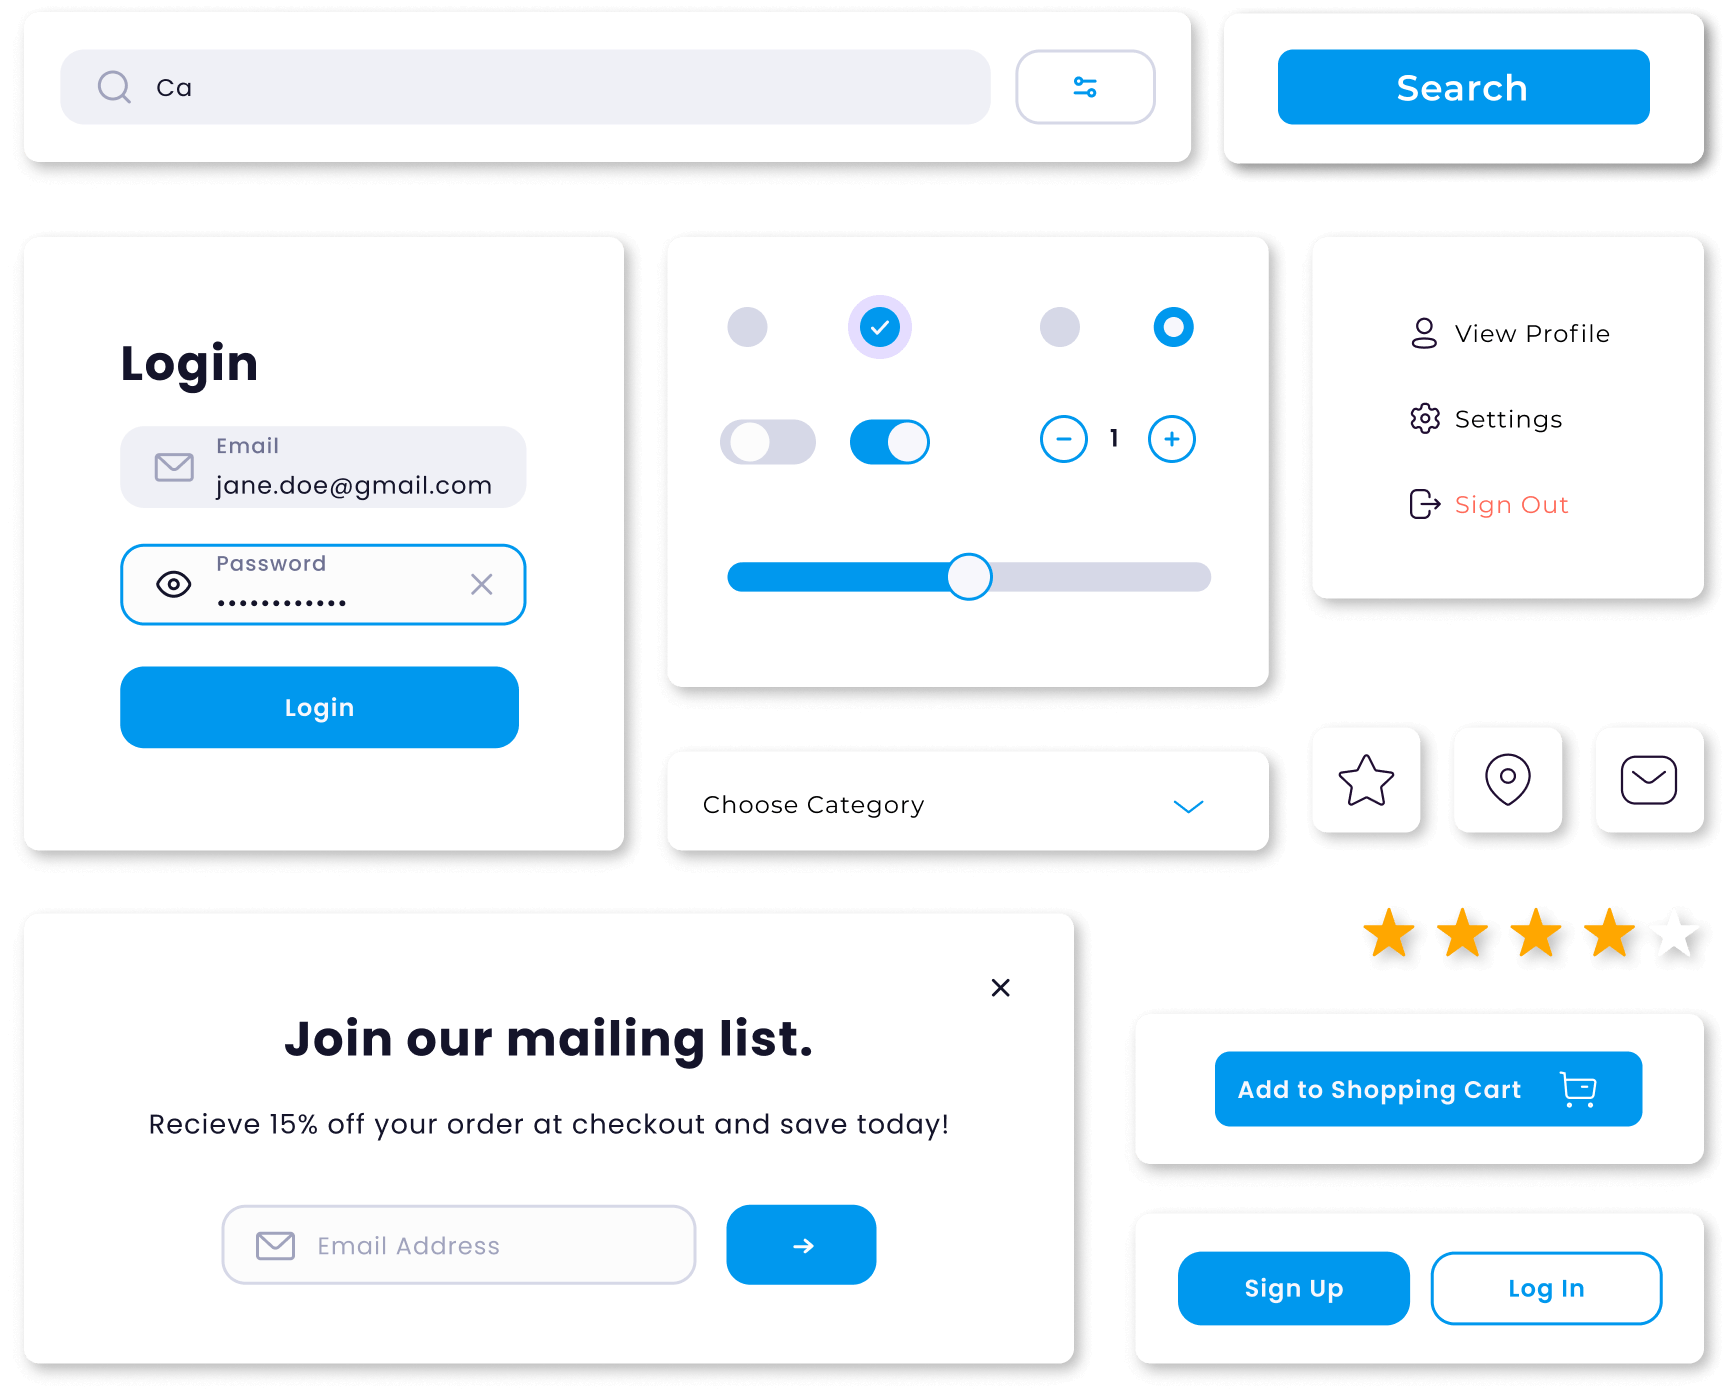 Ca
Search
Login
Email
jane.doe@gmail.com
Password
••••••••••••
Login
1
View Profile
Settings
Sign Out
Choose Category
Join our mailing list.
Recieve 15% off your order at checkout and save today!
Email Address
Add to Shopping Cart
Sign Up
Log In